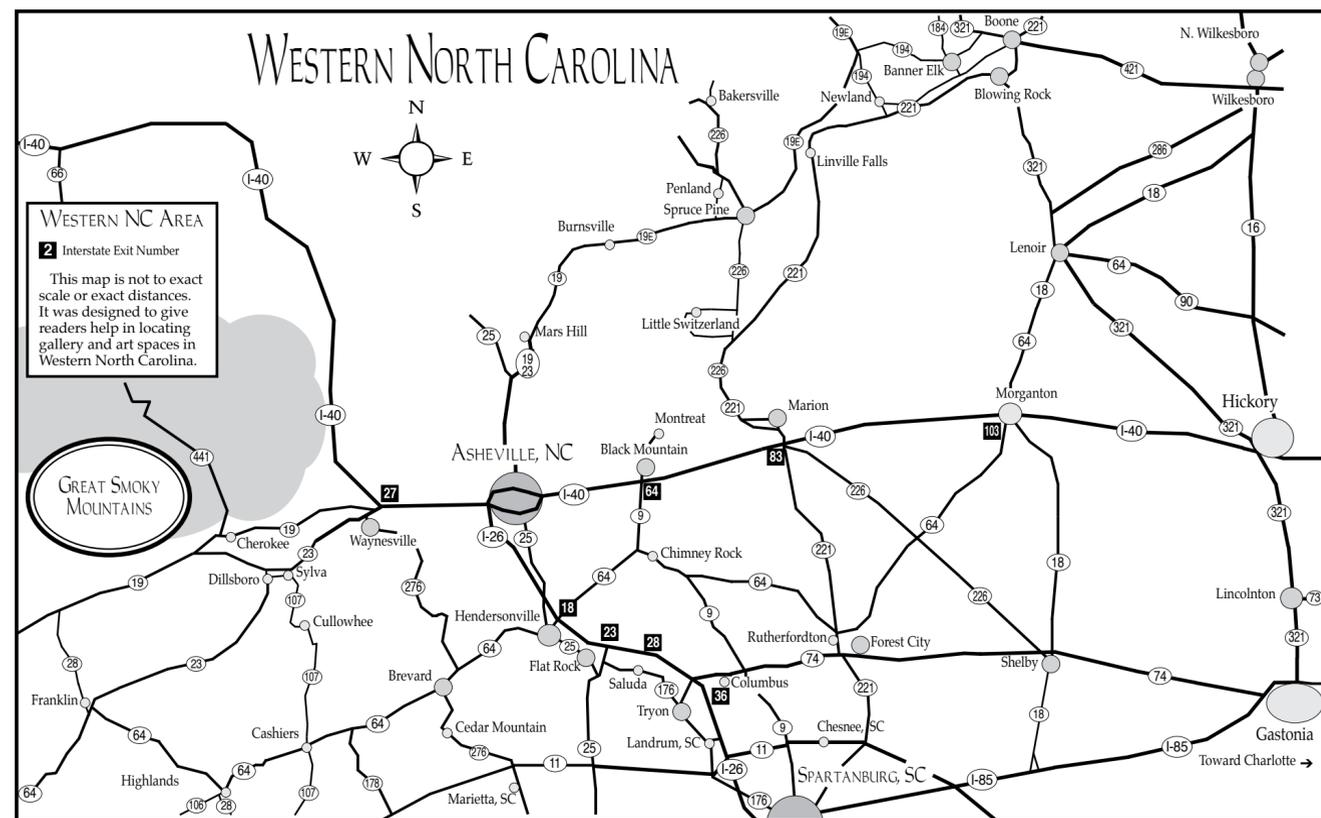 WESTERN NORTH CAROLINA
N
W
E
S
WESTERN NC AREA
2 Interstate Exit Number
This map is not to exact
scale or exact distances.
It was designed to give
readers help in locating
gallery and art spaces in
Western North Carolina.
GREAT SMOKY
MOUNTAINS
19E
184
321
Boone
221
N. Wilkesboro
194
Banner Elk
194
421
Newland
221
Blowing Rock
Wilkesboro
Bakersville
226
19E
Linville Falls
321
286
I-40
66
I-40
Penland
Spruce Pine
18
Burnsville
19E
16
Lenoir
64
226
221
19
18
90
Little Switzerland
321
25
Mars Hill
19
23
64
226
Morganton
Hickory
221
Marion
I-40
Montreat
I-40
103
I-40
321
ASHEVILLE, NC
Black Mountain
83
441
27
I-40
64
226
321
9
64
19
Waynesville
I-26
25
Cherokee
23
Chimney Rock
221
18
19
Dillsboro
Sylva
276
64
64
107
226
Lincolnton
73
Hendersonville
18
9
Cullowhee
23
28
Rutherfordton
Forest City
321
64
25
28
23
Flat Rock
74
Shelby
107
Saluda
176
Columbus
74
Brevard
36
221
Franklin
Tryon
64
18
64
Cedar Mountain
9
Chesnee, SC
Gastonia
Cashiers
276
25
Landrum, SC
11
I-85
Toward Charlotte →
64
11
I-26
SPARTANBURG, SC
Highlands
178
I-85
64
106
28
107
Marietta, SC
176